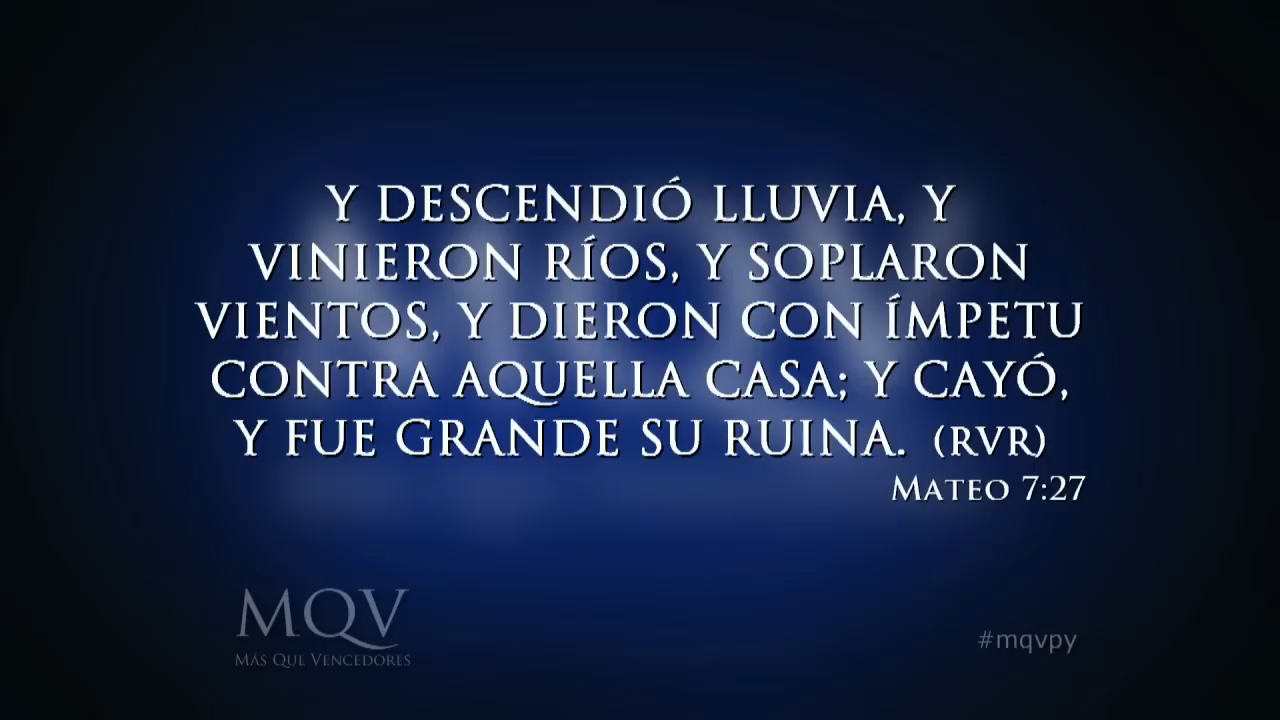 Y DESCENDIÓ LLUVIA, Y
VINIERON RÍOS, Y SOPLARON
VIENTOS, Y DIERON CON ÍMPETU
CONTRA AQUELLA CASA; Y CAYÓ,
Y FUE GRANDE SU RUINA. (RVR)
MATEO 7:27
MQV
MÁS QUE VENCEDORES
#mqvpy